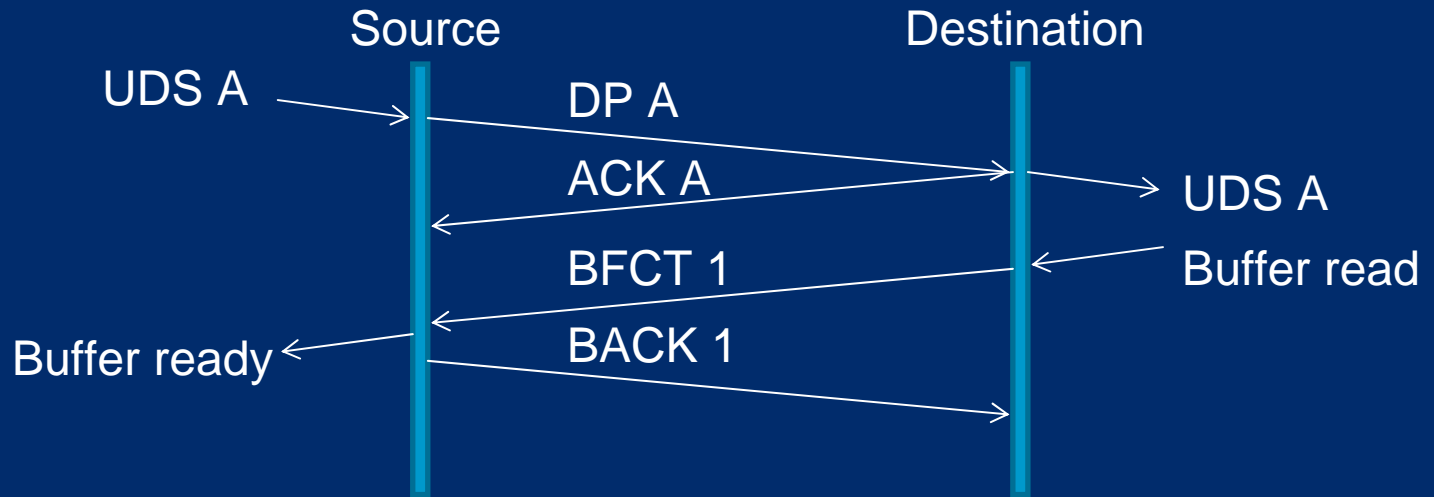 Source
Destination
UDS A
DP A
ACK A
UDS A
BFCT 1
Buffer read
Buffer ready
BACK 1